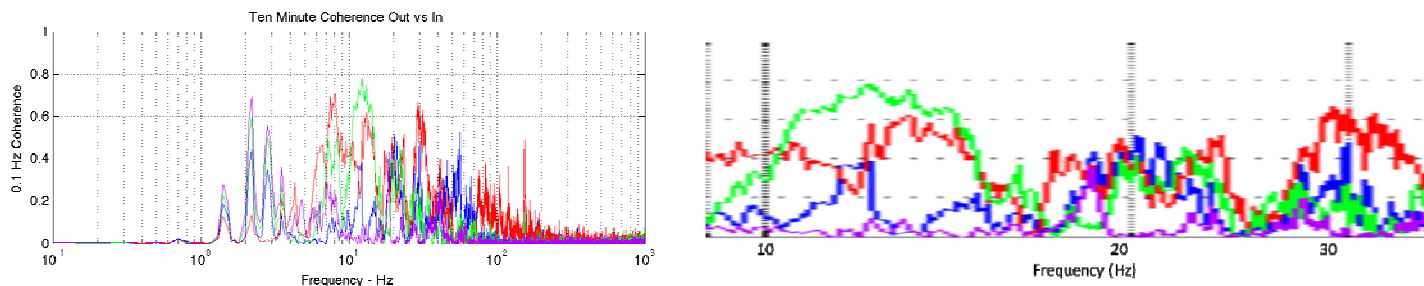 Ten Minute Coherence Out vs In
1
0.8
0.6
0.4
0.2
0
0.1 Hz Coherence
10^-1 10^0 10^1 10^2 10^3
Frequency - Hz
10 20 30
Frequency (Hz)